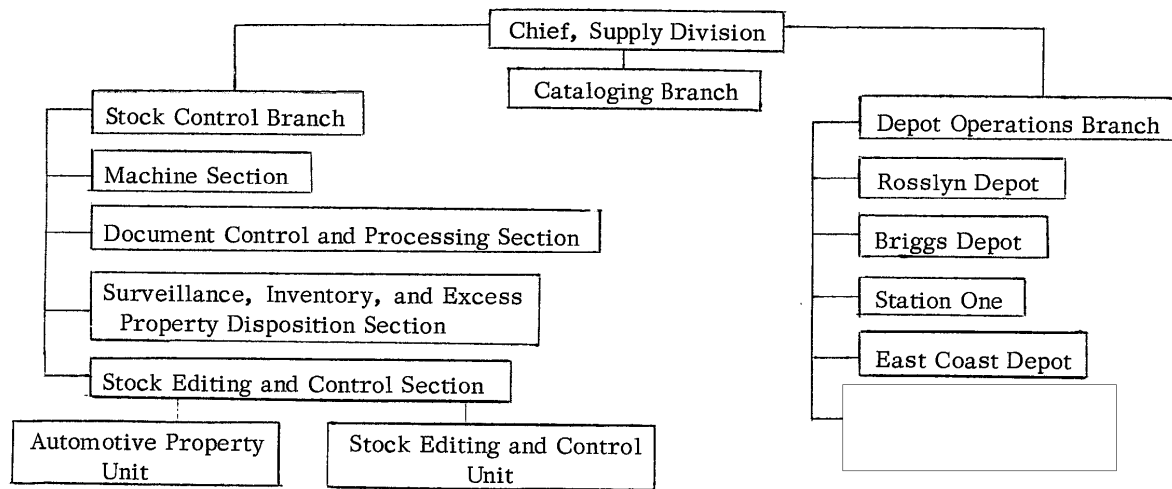 Chief, Supply Division
Cataloging Branch
Stock Control Branch
Machine Section
Document Control and Processing Section
Surveillance, Inventory, and Excess
Property Disposition Section
Stock Editing and Control Section
Automotive Property
Unit
Stock Editing and Control
Unit
Depot Operations Branch
Rosslyn Depot
Briggs Depot
Station One
East Coast Depot